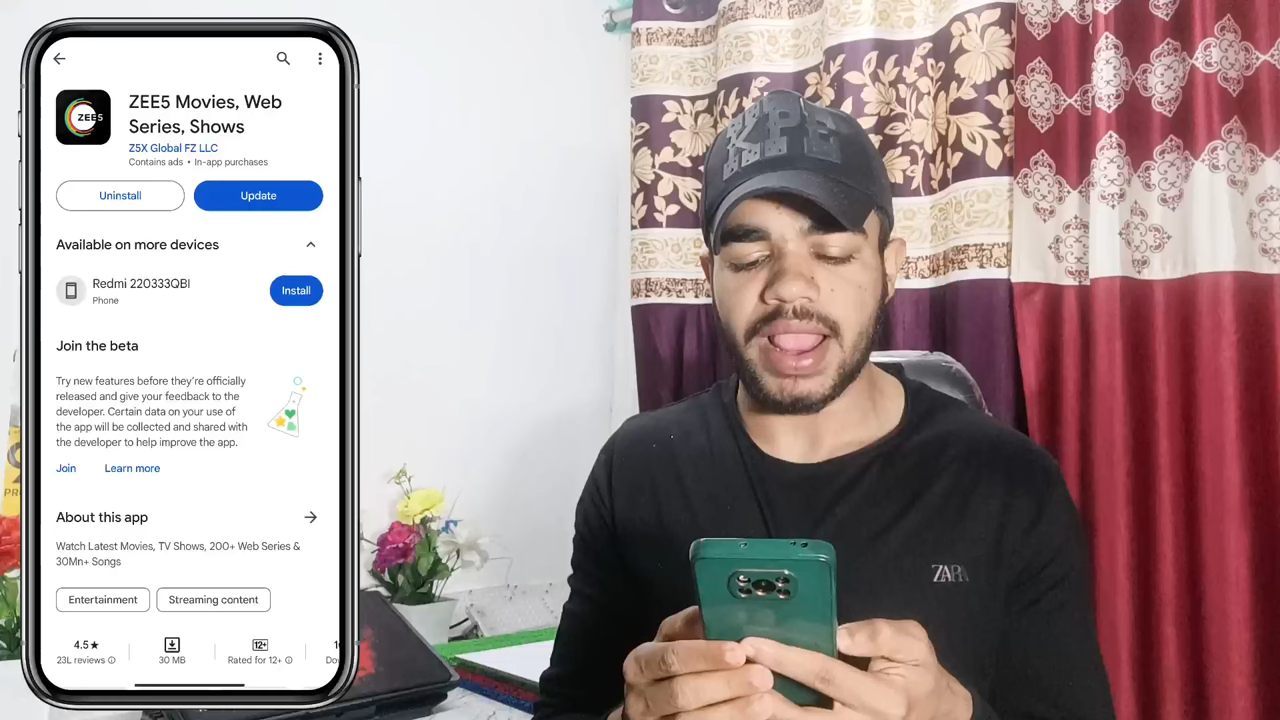 ZEE5 Movies, Web
Series, Shows
ZEE5
Z5X Global FZ LLC
Contains ads • In-app purchases
Uninstall
Update
Available on more devices
Redmi 220333QBI
Phone
Install
Join the beta
Try new features before they're officially
released and give your feedback to the
developer. Certain data on your use of
the app will be collected and shared with
the developer to help improve the app.
Join
Learn more
About this app
Watch Latest Movies, TV Shows, 200+ Web Series &
30Mn+ Songs
Entertainment
Streaming content
4.5★
23L reviews
30 MB
12+
Rated for 12+
ZARA